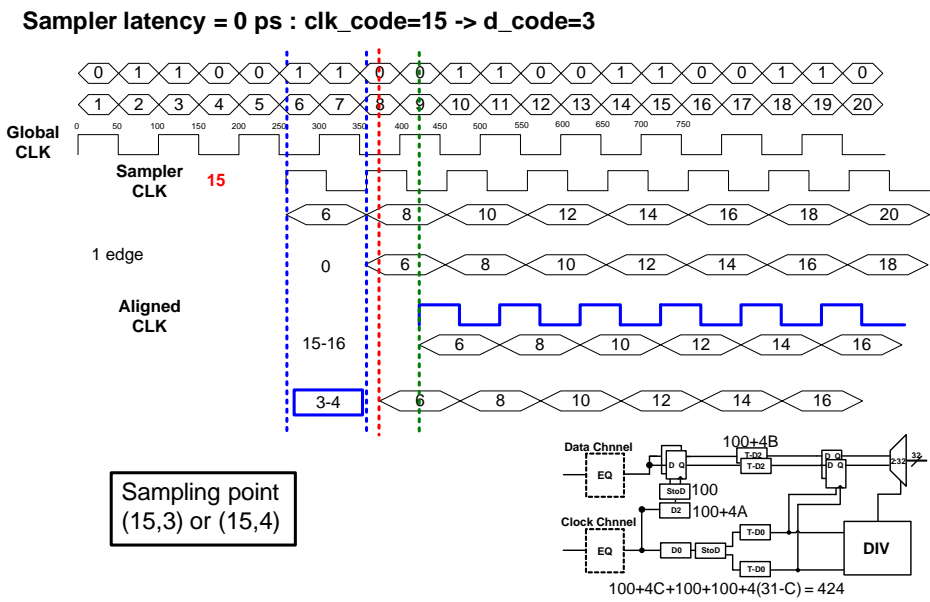 Sampler latency = 0 ps : clk_code=15 -> d_code=3
0 1 1 0 0 1 1 0 0 1 1 0 0 1 1 0 0 1 1 0
1 2 3 4 5 6 7 8 9 10 11 12 13 14 15 16 17 18 19 20
0 50 100 150 200 250 300 350 400 450 500 550 600 650 700 750
Global
CLK
Sampler
CLK
15
6 8 10 12 14 16 18 20
1 edge
0 6 8 10 12 14 16 18
Aligned
CLK
15-16 6 8 10 12 14 16
3-4 6 8 10 12 14 16
Sampling point
(15,3) or (15,4)
Data Chnnel
100+4B
EQ
D Q
T-D2
T-D2
D Q
2:32
32
StoD
100
D2
100+4A
Clock Chnnel
EQ
D0
StoD
T-D0
T-D0
DIV
100+4C+100+100+4(31-C) = 424